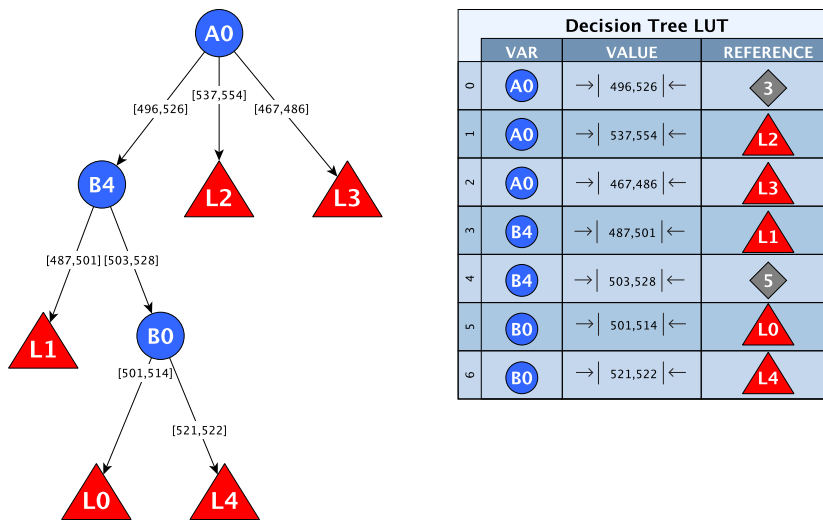 A0
[496,526]
[537,554]
[467,486]
B4
L2
L3
[487,501]
[503,528]
L1
B0
[501,514]
[521,522]
L0
L4
Decision Tree LUT
VAR VALUE REFERENCE
0 A0 →| 496,526 |← 3
1 A0 →| 537,554 |← L2
2 A0 →| 467,486 |← L3
3 B4 →| 487,501 |← L1
4 B4 →| 503,528 |← 5
5 B0 →| 501,514 |← L0
6 B0 →| 521,522 |← L4